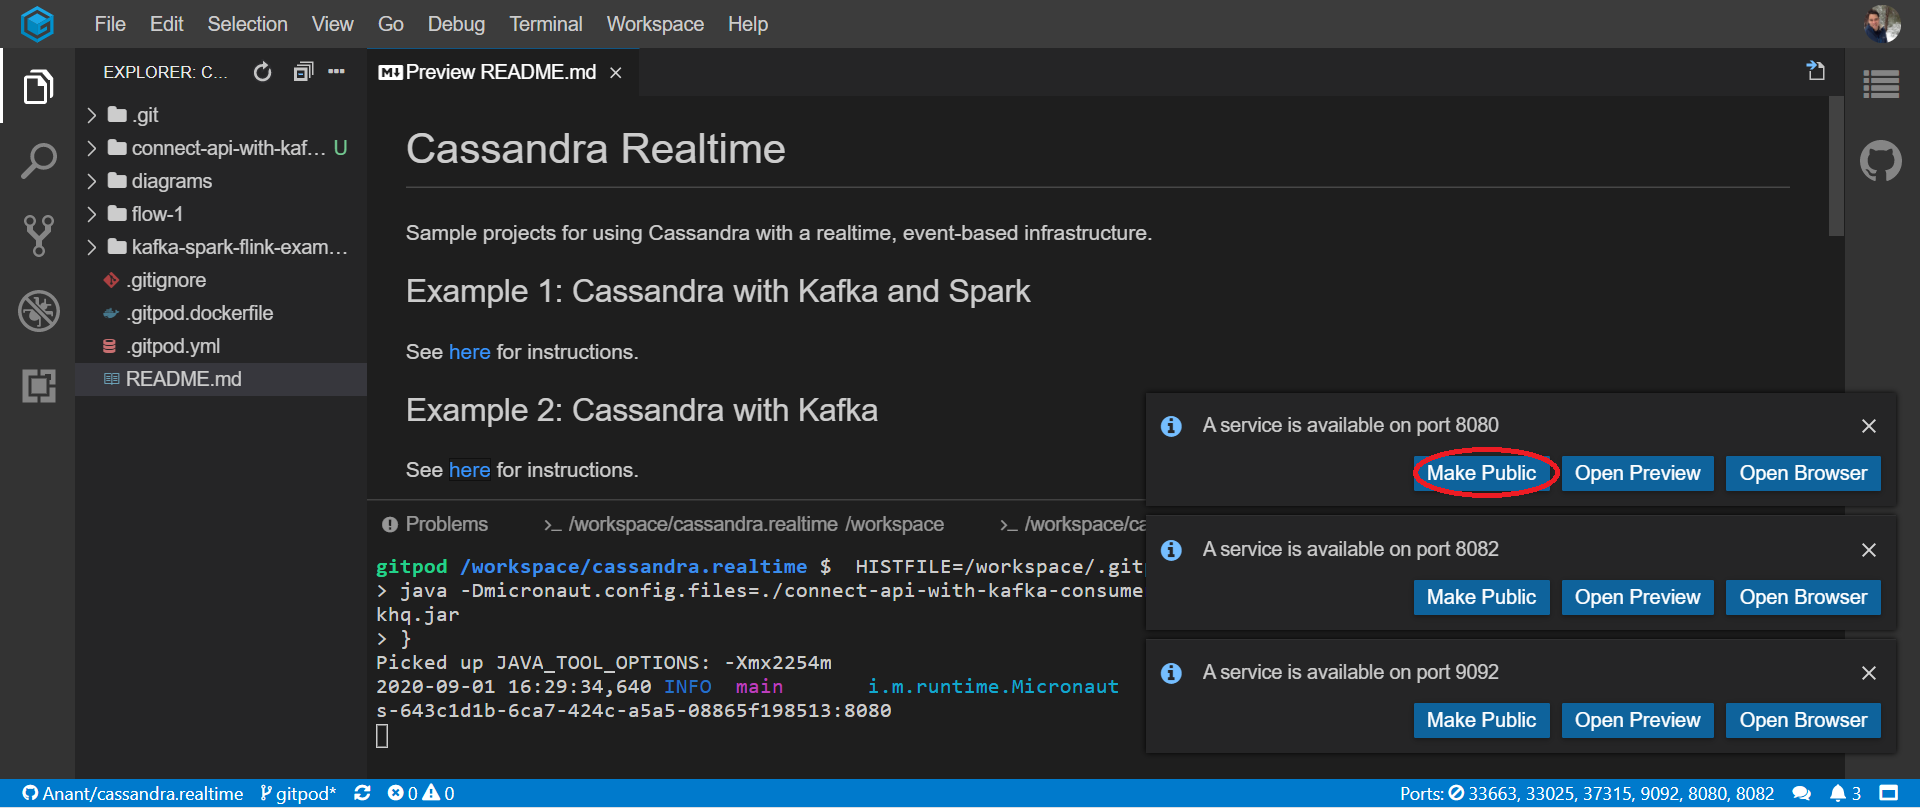 File Edit Selection View Go Debug Terminal Workspace Help
EXPLORER: C...
Preview README.md
.git
connect-api-with-kaf... U
diagrams
flow-1
kafka-spark-flink-exam...
.gitignore
.gitpod.dockerfile
.gitpod.yml
README.md
Cassandra Realtime
Sample projects for using Cassandra with a realtime, event-based infrastructure.
Example 1: Cassandra with Kafka and Spark
See here for instructions.
Example 2: Cassandra with Kafka
See here for instructions.
Problems >_ /workspace/cassandra.realtime /workspace >_ /workspace/ca
gitpod /workspace/cassandra.realtime $ HISTFILE=/workspace/.git
> java -Dmicronaut.config.files=./connect-api-with-kafka-consume
khq.jar
> }
Picked up JAVA_TOOL_OPTIONS: -Xmx2254m
2020-09-01 16:29:34,640 INFO main i.m.runtime.Micronaut
s-643c1d1b-6ca7-424c-a5a5-08865f198513:8080
A service is available on port 8080
Make Public Open Preview Open Browser
A service is available on port 8082
Make Public Open Preview Open Browser
A service is available on port 9092
Make Public Open Preview Open Browser
Anant/cassandra.realtime gitpod* 0 0 Ports: 33663, 33025, 37315, 9092, 8080, 8082 3